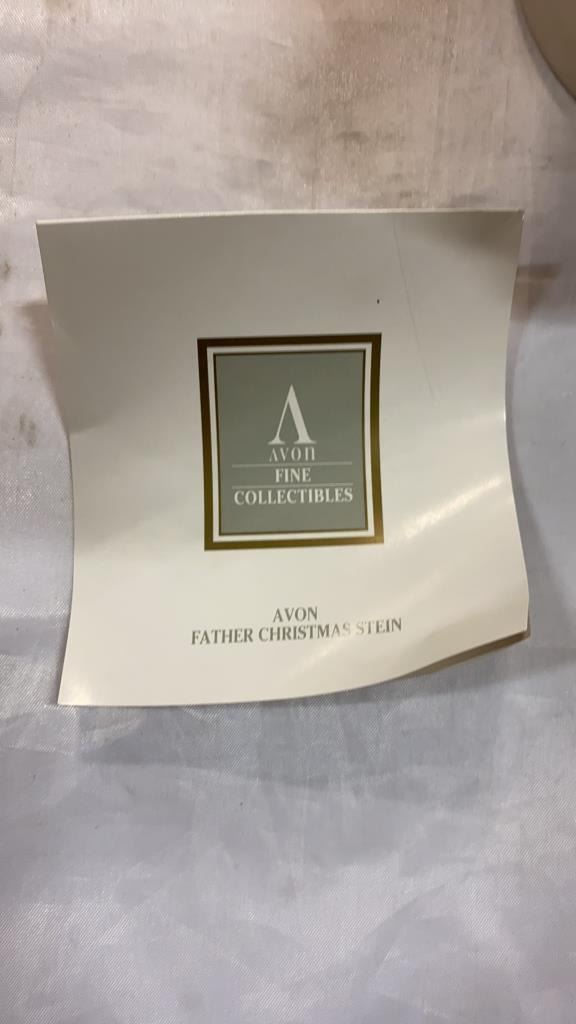 AVON
FINE
COLLECTIBLES
AVON
FATHER CHRISTMAS STEIN